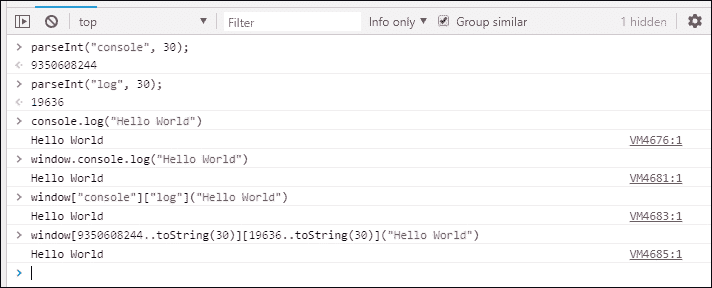 top Filter Info only Group similar 1 hidden
> parseInt("console", 30);
9350608244
> parseInt("log", 30);
19636
> console.log("Hello World")
Hello World VM4676:1
> window.console.log("Hello World")
Hello World VM4681:1
> window["console"]["log"]("Hello World")
Hello World VM4683:1
> window[9350608244..toString(30)][19636..toString(30)]("Hello World")
Hello World VM4685:1
>